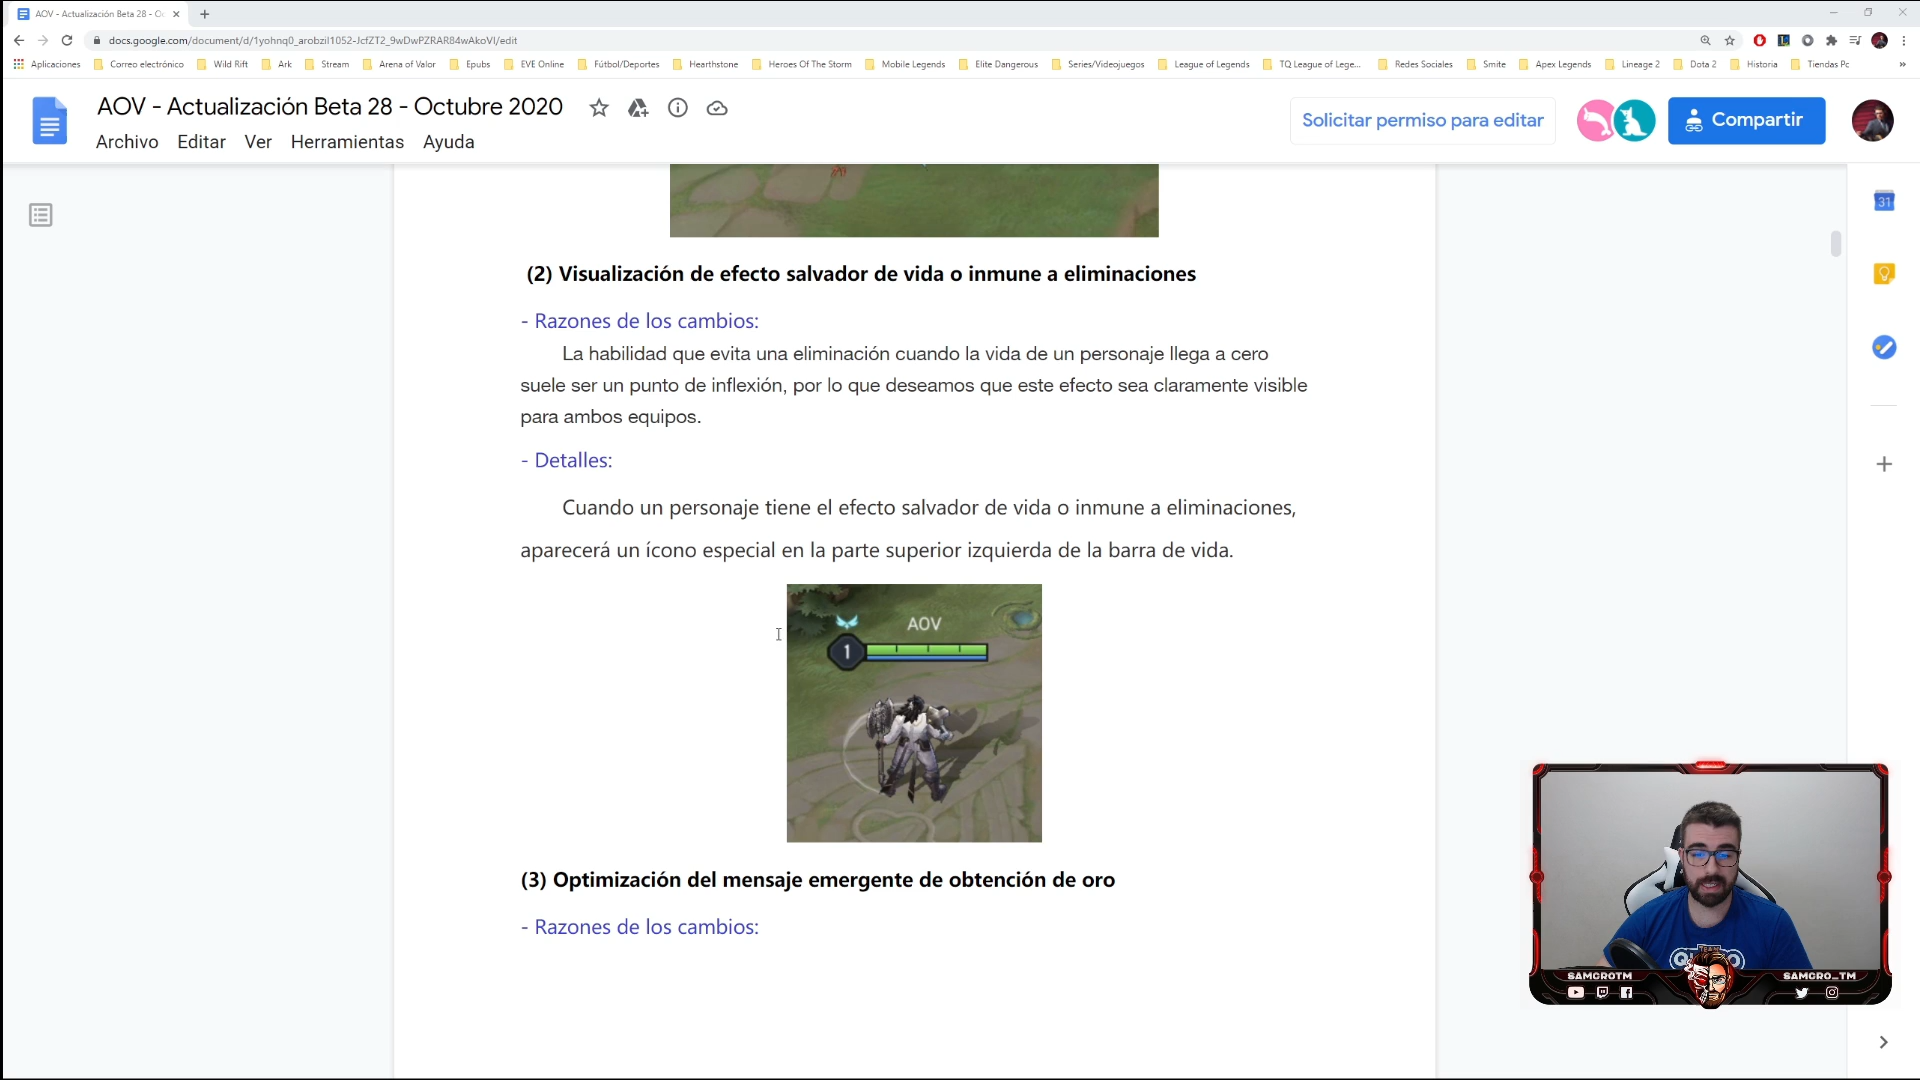 AOV - Actualización Beta 28 - Oc
docs.google.com/document/d/1yohnq0_arobzil1052-JcfZT2_9wDwPZRAR84wAkoVI/edit
Aplicaciones Correo electrónico Wild Rift Ark Stream Arena of Valor Epubs EVE Online Fútbol/Deportes Hearthstone Heroes Of The Storm Mobile Legends Elite Dangerous Series/Videojuegos League of Legends TQ League of Lege... Redes Sociales Smite Apex Legends Lineage 2 Dota 2 Historia Tiendas Pc
AOV - Actualización Beta 28 - Octubre 2020
Archivo Editar Ver Herramientas Ayuda
Solicitar permiso para editar
Compartir
31
(2) Visualización de efecto salvador de vida o inmune a eliminaciones
- Razones de los cambios:
La habilidad que evita una eliminación cuando la vida de un personaje llega a cero
suele ser un punto de inflexión, por lo que deseamos que este efecto sea claramente visible
para ambos equipos.
- Detalles:
Cuando un personaje tiene el efecto salvador de vida o inmune a eliminaciones,
aparecerá un ícono especial en la parte superior izquierda de la barra de vida.
AOV
1
(3) Optimización del mensaje emergente de obtención de oro
- Razones de los cambios:
TEAM
SAMCROTM SAMCRO_TM